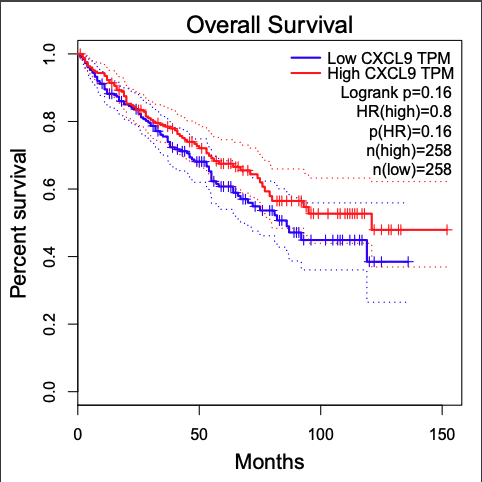 Overall Survival
Low CXCL9 TPM
High CXCL9 TPM
Logrank p=0.16
HR(high)=0.8
p(HR)=0.16
n(high)=258
n(low)=258
Percent survival
1.0
0.8
0.6
0.4
0.2
0.0
0 50 100 150
Months